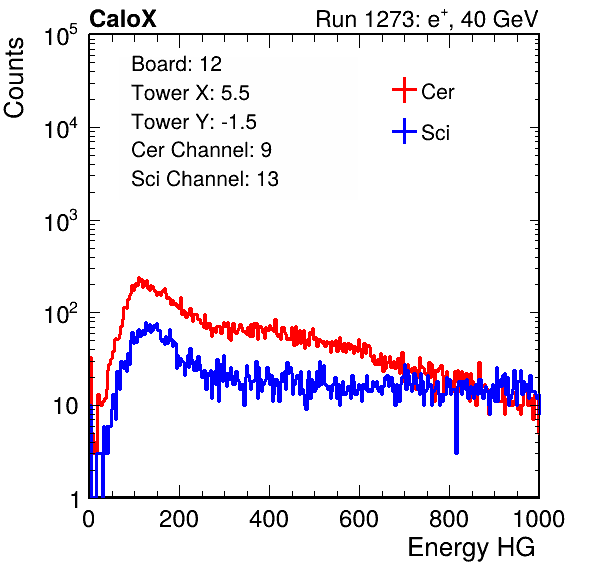 CaloX Run 1273: e⁺, 40 GeV
Board: 12
Tower X: 5.5
Tower Y: -1.5
Cer Channel: 9
Sci Channel: 13
Cer
Sci
Counts
10⁵
10⁴
10³
10²
10
1
0 200 400 600 800 1000
Energy HG